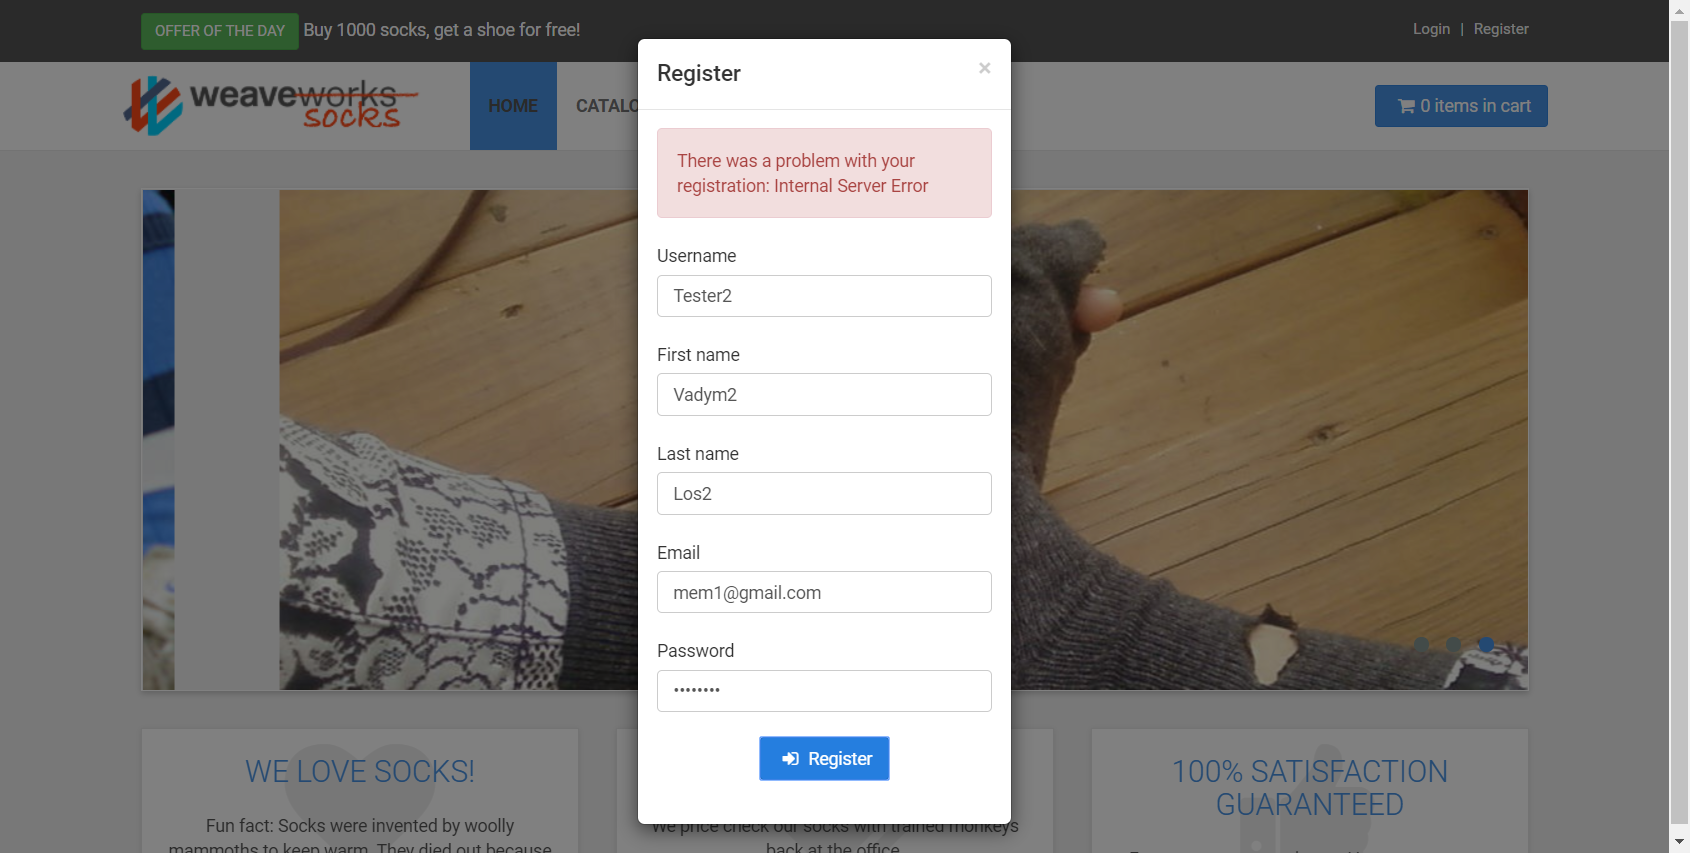 OFFER OF THE DAY Buy 1000 socks, get a shoe for free!
Login | Register
weaveworks
socks
HOME
CATALO
0 items in cart
Register
×
There was a problem with your
registration: Internal Server Error
Username
Tester2
First name
Vadym2
Last name
Los2
Email
mem1@gmail.com
Password
••••••••
Register
WE LOVE SOCKS!
Fun fact: Socks were invented by woolly
mammoths to keep warm. They died out because
We price check our socks with trained monkeys
back at the office
100% SATISFACTION
GUARANTEED